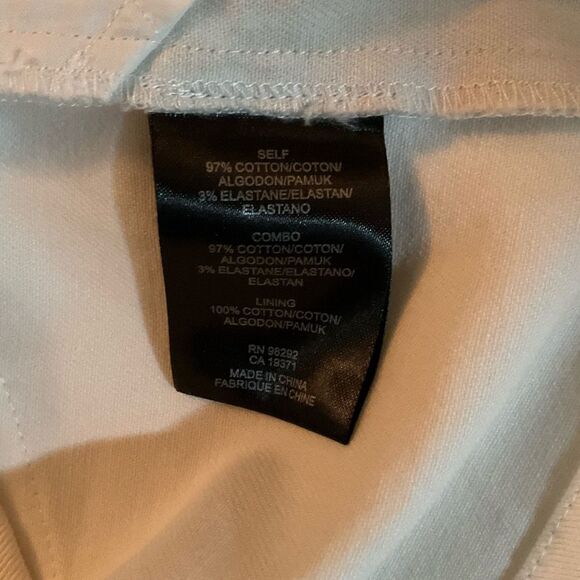 SELF
97% COTTON/COTON/
ALGODON/PAMUK
3% ELASTANE/ELASTAN/
ELASTANO
COMBO
97% COTTON/COTON/
ALGODON/PAMUK
3% ELASTANE/ELASTANO/
ELASTAN
LINING
100% COTTON/COTON/
ALGODON/PAMUK
RN 96292
CA 19371
MADE IN CHINA
FABRIQUE EN CHINE